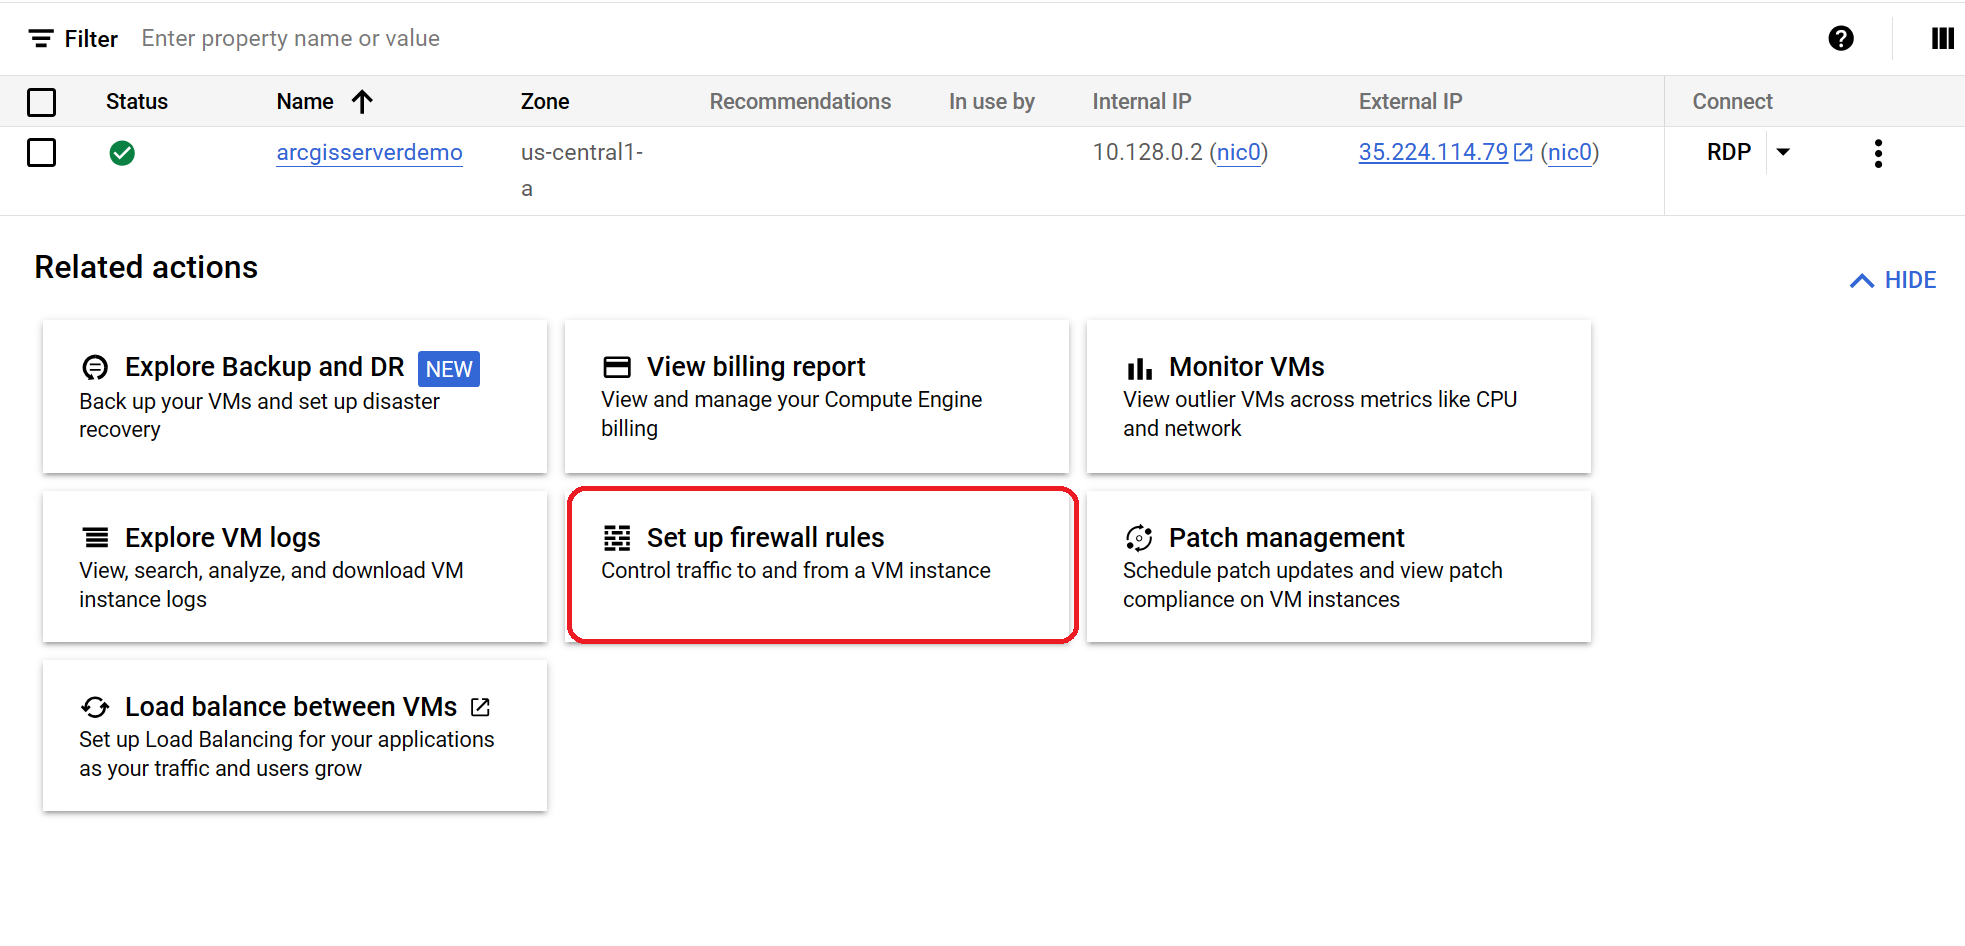 Filter Enter property name or value
Status Name Zone Recommendations In use by Internal IP External IP Connect
arcgisserverdemo us-central1- 10.128.0.2 (nic0) 35.224.114.79 (nic0) RDP
a
Related actions
HIDE
Explore Backup and DR NEW
Back up your VMs and set up disaster
recovery
View billing report
View and manage your Compute Engine
billing
Monitor VMs
View outlier VMs across metrics like CPU
and network
Explore VM logs
View, search, analyze, and download VM
instance logs
Set up firewall rules
Control traffic to and from a VM instance
Patch management
Schedule patch updates and view patch
compliance on VM instances
Load balance between VMs
Set up Load Balancing for your applications
as your traffic and users grow